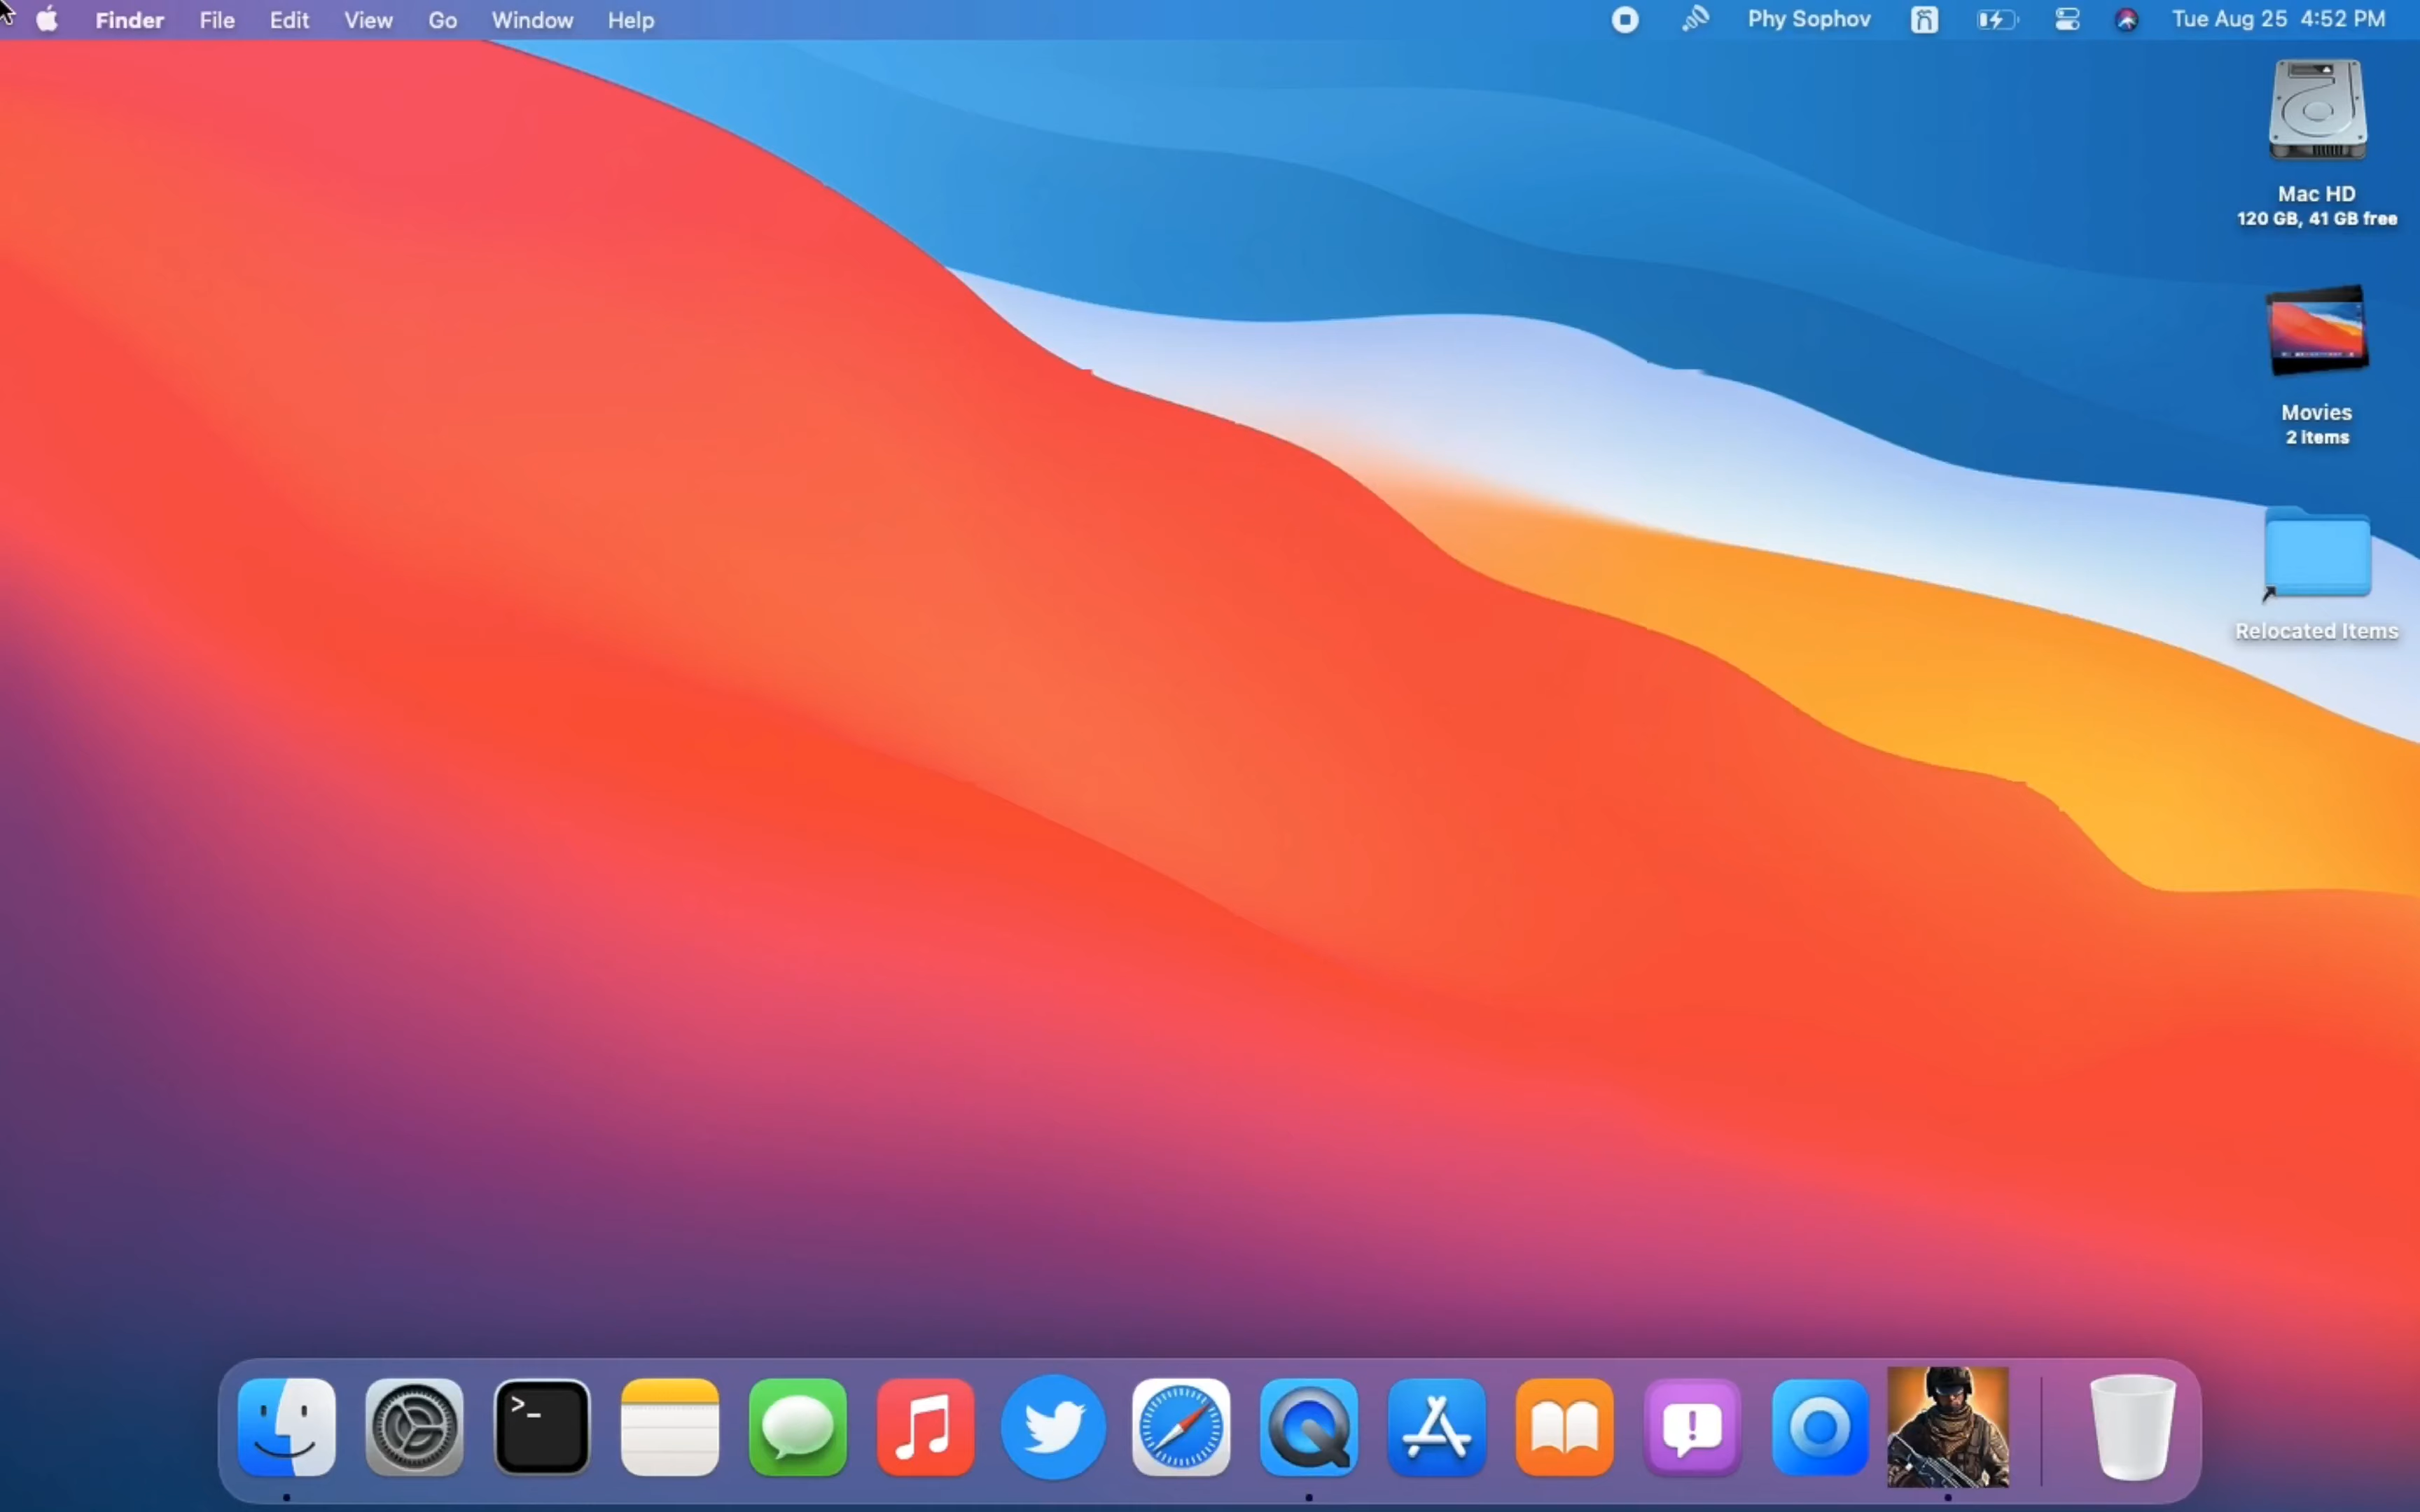 Finder File Edit View Go Window Help Phy Sophov ñ Tue Aug 25 4:52 PM
Mac HD
120 GB, 41 GB free
Movies
2 items
Relocated Items
>_